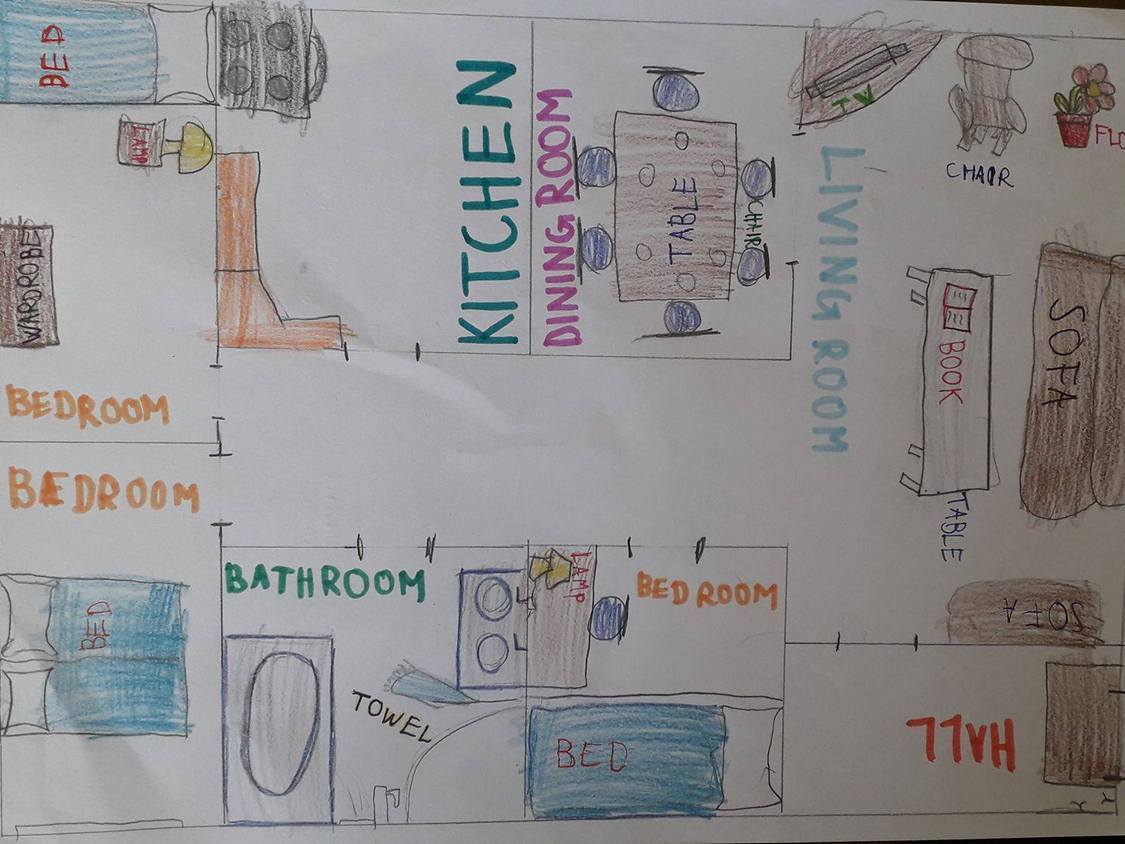 BED
LAMP
WARDROBE
BEDROOM
KITCHEN
DINING ROOM
TABLE
CHAIR
TV
CHAIR
FLO
LIVING ROOM
BOOK
TABLE
SOFA
SOFA
BEDROOM
BED
BATHROOM
TOWEL
LAMP
BEDROOM
BED
HALL